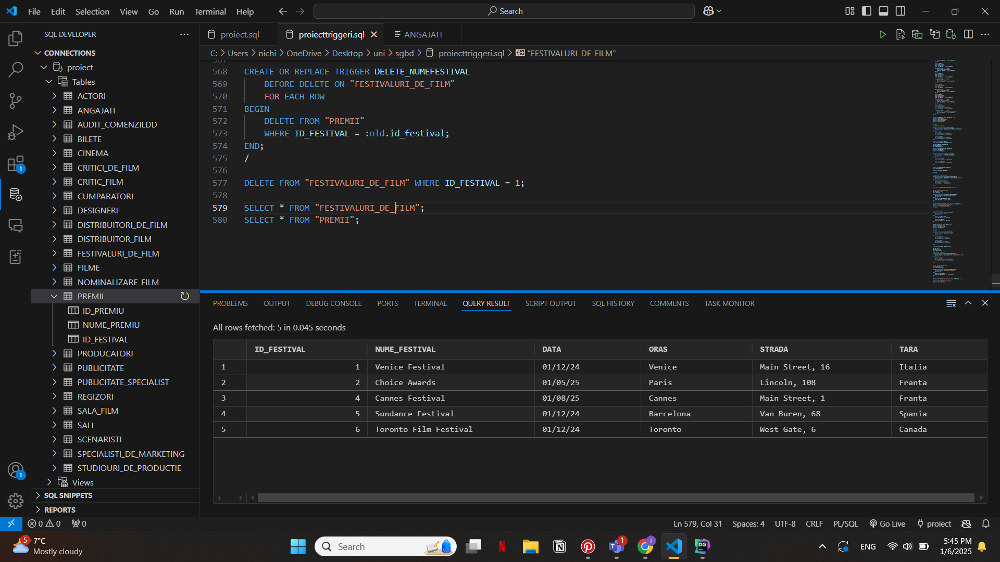 File Edit Selection View Go Run Terminal Help
Search
SQL DEVELOPER
proiect.sql
proiecttriggeri.sql
ANGAJATI
C: > Users > nichi > OneDrive > Desktop > uni > sgbd > proiecttriggeri.sql > "FESTIVALURI_DE_FILM"
CONNECTIONS
proiect
Tables
ACTORI
ANGAJATI
AUDIT_COMENZILDD
BILETE
CINEMA
CRITICI_DE_FILM
CRITIC_FILM
CUMPARATORI
DESIGNERI
DISTRIBUITORI_DE_FILM
DISTRIBUITOR_FILM
FESTIVALURI_DE_FILM
FILME
NOMINALIZARE_FILM
PREMII
ID_PREMIU
NUME_PREMIU
ID_FESTIVAL
PRODUCATORI
PUBLICITATE
PUBLICITATE_SPECIALIST
REGIZORI
SALA_FILM
SALI
SCENARISTI
SPECIALISTI_DE_MARKETING
STUDIOURI_DE_PRODUCTIE
Views
SQL SNIPPETS
REPORTS
1
1
567
568 CREATE OR REPLACE TRIGGER DELETE_NUMEFESTIVAL
569 BEFORE DELETE ON "FESTIVALURI_DE_FILM"
570 FOR EACH ROW
571 BEGIN
572 DELETE FROM "PREMII"
573 WHERE ID_FESTIVAL = :old.id_festival;
574 END;
575 /
576
577 DELETE FROM "FESTIVALURI_DE_FILM" WHERE ID_FESTIVAL = 1;
578
579 SELECT * FROM "FESTIVALURI_DE_FILM";
580 SELECT * FROM "PREMII";
PROBLEMS OUTPUT DEBUG CONSOLE PORTS TERMINAL QUERY RESULT SCRIPT OUTPUT SQL HISTORY COMMENTS TASK MONITOR
All rows fetched: 5 in 0.045 seconds
ID_FESTIVAL NUME_FESTIVAL DATA ORAS STRADA TARA
1 1 Venice Festival 01/12/24 Venice Main Street, 16 Italia
2 2 Choice Awards 01/05/25 Paris Lincoln, 108 Franta
3 4 Cannes Festival 01/08/25 Cannes Main Street, 1 Franta
4 5 Sundance Festival 01/12/24 Barcelona Van Buren, 68 Spania
5 6 Toronto Film Festival 01/12/24 Toronto West Gate, 6 Canada
0 0 0 Ln 579, Col 31 Spaces: 4 UTF-8 CRLF PL/SQL Go Live proiect
5 7°C
Mostly cloudy
Search
N
N
1
I
DG
ENG
5:45 PM
1/6/2025